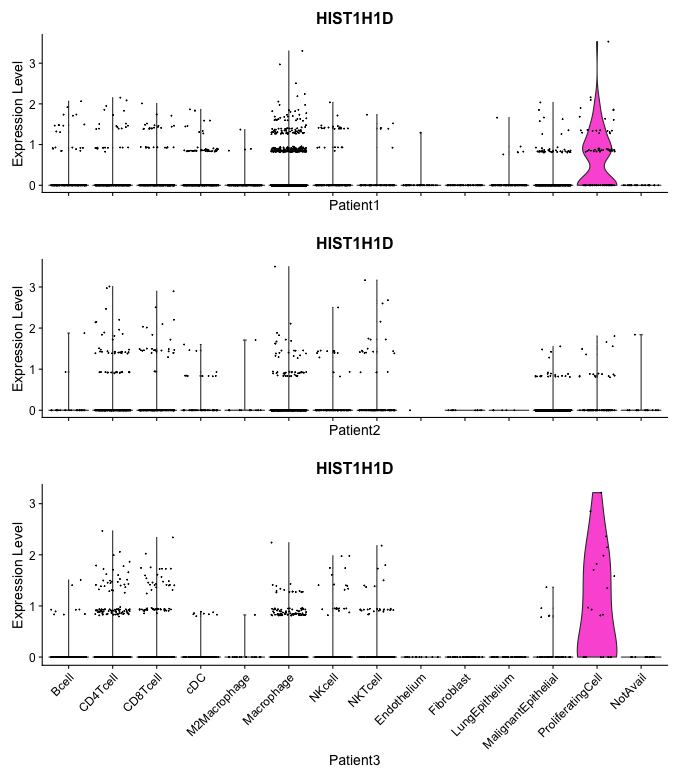 HIST1H1D
Expression Level
3
2
1
0
Patient1
HIST1H1D
Expression Level
3
2
1
0
Patient2
HIST1H1D
Expression Level
3
2
1
0
Bcell
CD4Tcell
CD8Tcell
cDC
M2Macrophage
Macrophage
NKcell
NKTcell
Endothelium
Fibroblast
LungEpithelium
MalignantEpithelial
ProliferatingCell
NotAvail
Patient3